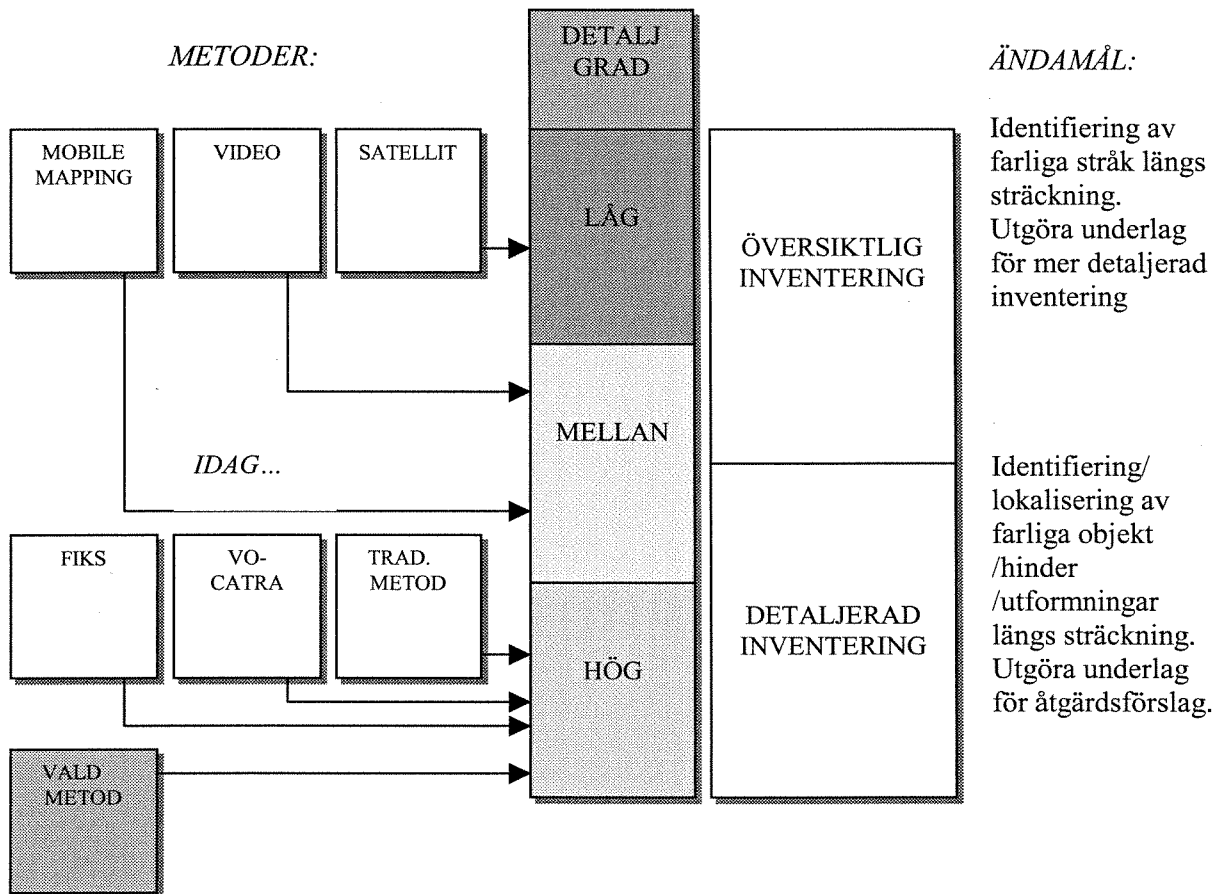 METODER:
DETALJ
GRAD
ÄNDAMÅL:
MOBILE
MAPPING
VIDEO
SATELLIT
LÅG
ÖVERSIKTLIG
INVENTERING
Identifiering av
farliga stråk längs
sträckning.
Utgöra underlag
för mer detaljerad
inventering
MELLAN
IDAG...
FIKS
VO-
CATRA
TRAD.
METOD
HÖG
DETALJERAD
INVENTERING
Identifiering/
lokalisering av
farliga objekt
/hinder
/utformningar
längs sträckning.
Utgöra underlag
för åtgärdsförslag.
VALD
METOD